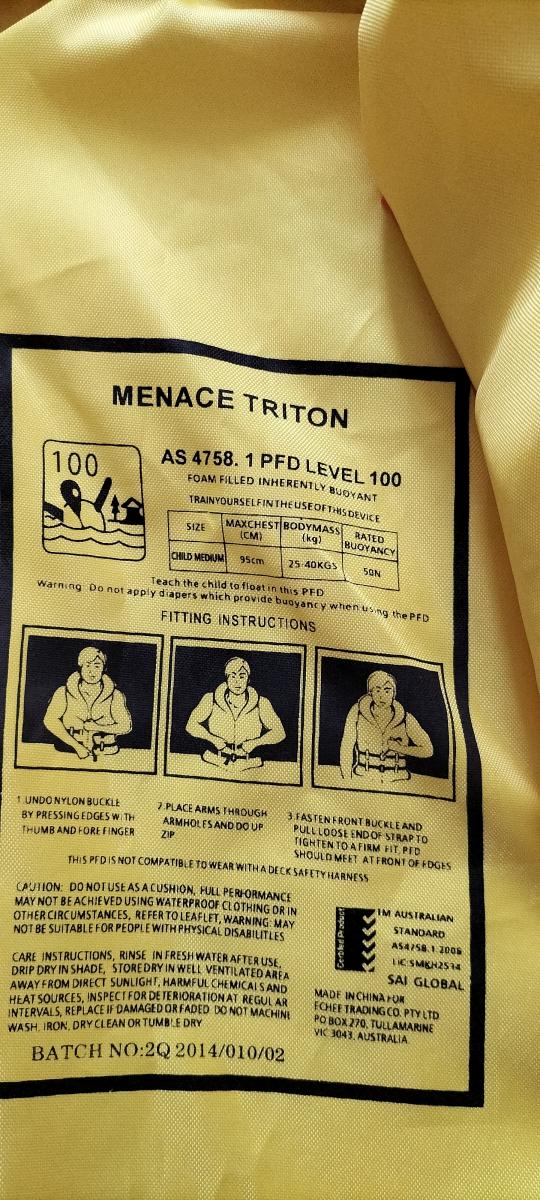 MENACE TRITON
100
AS 4758. 1 PFD LEVEL 100
FOAM FILLED INHERENTLY BUOYANT
TRAIN YOURSELF IN THE USE OF THIS DEVICE
SIZE MAXCHEST (CM) BODYMASS (kg) RATED BUOYANCY
CHILD MEDIUM 95cm 25-40KGS 50N
Teach the child to float in this PFD
Warning Do not apply diapers which provide buoyancy when using the PFD
FITTING INSTRUCTIONS
1.UNDO NYLON BUCKLE
BY PRESSING EDGES WITH
THUMB AND FORE FINGER
2.PLACE ARMS THROUGH
ARMHOLES AND DO UP
ZIP
3.FASTEN FRONT BUCKLE AND
PULL LOOSE END OF STRAP TO
TIGHTEN TO A FIRM FIT. PFD
SHOULD MEET AT FRONT OF EDGES
THIS PFD IS NOT COMPATIBLE TO WEAR WITH A DECK SAFETY HARNESS
CAUTION: DO NOT USE AS A CUSHION, FULL PERFORMANCE
MAY NOT BE ACHIEVED USING WATERPROOF CLOTHING OR IN
OTHER CIRCUMSTANCES, REFER TO LEAFLET, WARNING: MAY
NOT BE SUITABLE FOR PEOPLE WITH PHYSICAL DISABILITLES
CARE INSTRUCTIONS, RINSE IN FRESH WATER AFTER USE,
DRIP DRY IN SHADE, STORE DRY IN WELL VENTILATED AREA
AWAY FROM DIRECT SUNLIGHT, HARMFUL CHEMICALS AND
HEAT SOURCES, INSPECT FOR DETERIORATION AT REGULAR
INTERVALS, REPLACE IF DAMAGED OR FADED DO NOT MACHINE
WASH, IRON, DRY CLEAN OR TUMBLE DRY
Certified Product
TM AUSTRALIAN
STANDARD
AS4758.1.2008
LIC:SMKH2514
SAI GLOBAL
MADE IN CHINA FOR
ECHEE TRADING CO. PTY LTD
PO BOX 270, TULLAMARINE
VIC 3043, AUSTRALIA
BATCH NO:2Q 2014/010/02